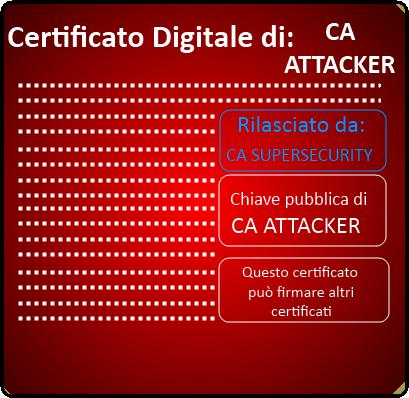 Certificato Digitale di: CA
ATTACKER
Rilasciato da:
CA SUPERSECURITY
Chiave pubblica di
CA ATTACKER
Questo certificato
può firmare altri
certificati